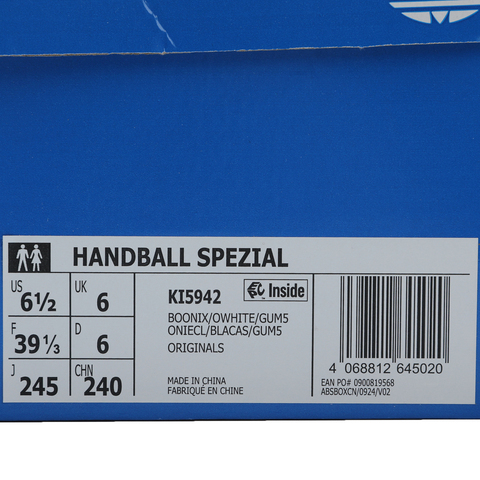 HANDBALL SPEZIAL
US 6½ UK 6
F 39⅓ D 6
J 245 CHN 240
KI5942 Inside
BOONIX/OWHITE/GUM5
ONIECL/BLACAS/GUM5
ORIGINALS
MADE IN CHINA
FABRIQUÉ EN CHINE
4 068812 645020
EAN PO# 0900819568
ABSBOXCN/0924/V02